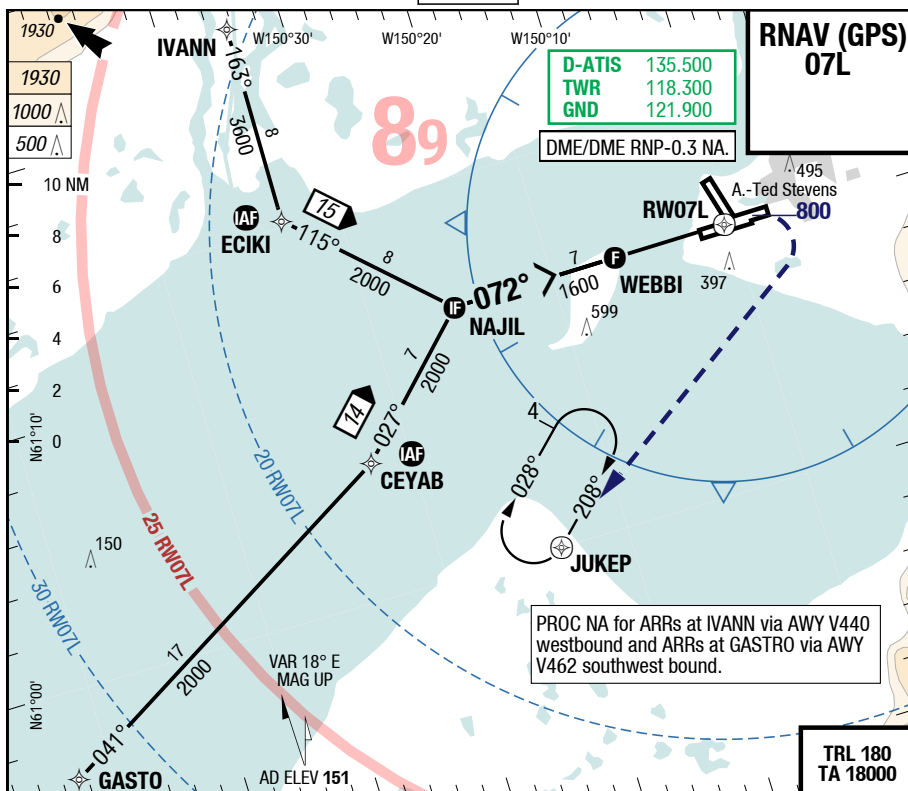 1930
1930
1000
500
IVANN
W150°30'
W150°20'
W150°10'
163°
8
3600
89
D-ATIS 135.500
TWR 118.300
GND 121.900
DME/DME RNP-0.3 NA.
RNAV (GPS)
07L
10 NM
8
6
4
2
0
N61°10'
N61°00'
IAF
ECIKI
15
115°
8
2000
IF
NAJIL
072°
7
1600
F
WEBBI
RW07L
495
A.-Ted Stevens
800
397
599
7
2000
14
027°
IAF
CEYAB
20 RW07L
25 RW07L
30 RW07L
150
4
028°
208°
JUKEP
17
2000
041°
GASTO
VAR 18° E
MAG UP
AD ELEV 151
PROC NA for ARRs at IVANN via AWY V440
westbound and ARRs at GASTRO via AWY
V462 southwest bound.
TRL 180
TA 18000